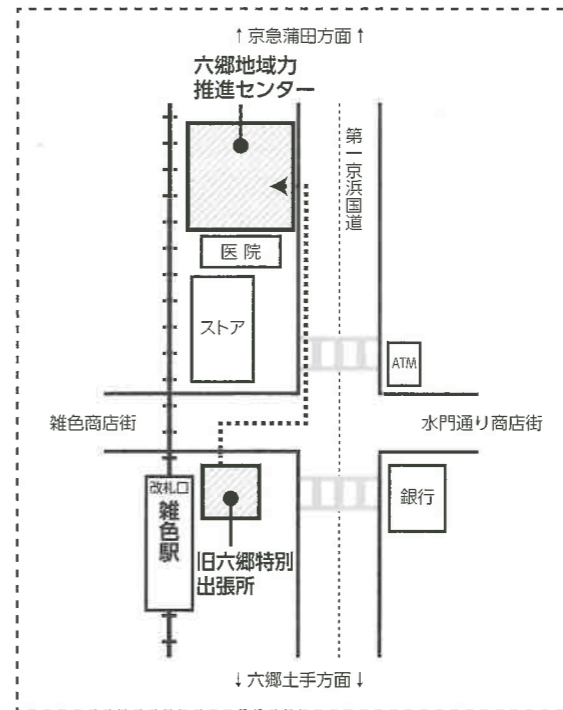 ↑京急蒲田方面↑
六郷地域力
推進センター
第一京浜国道
医院
ストア
ATM
雑色商店街
水門通り商店街
改札口
雑色駅
銀行
旧六郷特別
出張所
↓六郷土手方面↓